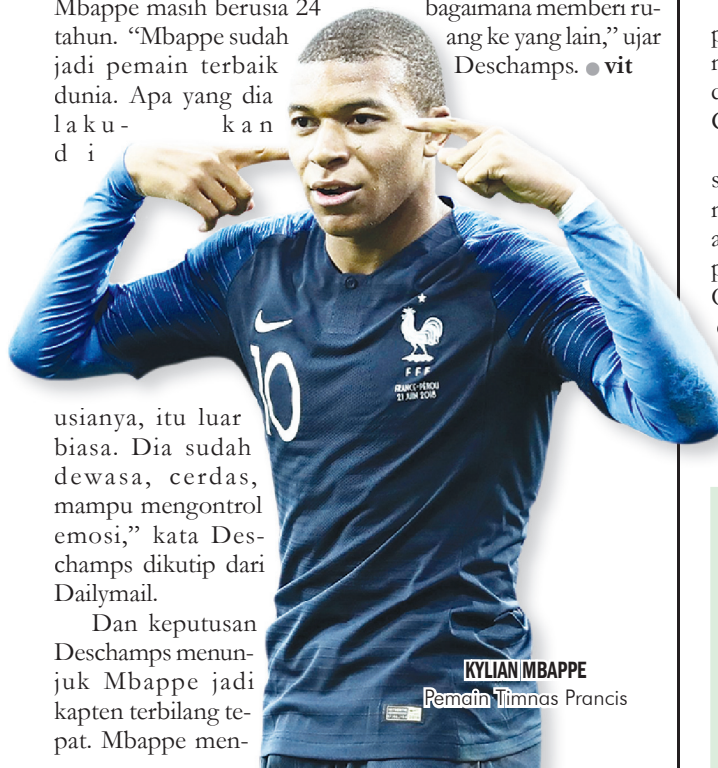 Mbappe masih berusia 24
tahun. “Mbappe sudah
jadi pemain terbaik
dunia. Apa yang dia
laku- kan
di
usianya, itu luar
biasa. Dia sudah
dewasa, cerdas,
mampu mengontrol
emosi,” kata Des-
champs dikutip dari
Dailymail.
Dan keputusan
Deschamps menun-
juk Mbappe jadi
kapten terbilang te-
pat. Mbappe men-
bagaimana memberi ru-
ang ke yang lain,” ujar
Deschamps. ● vit
10
FFF
FRANCE-PÉROU
21 JUIN 2018
KYLIAN MBAPPE
Pemain Timnas Prancis